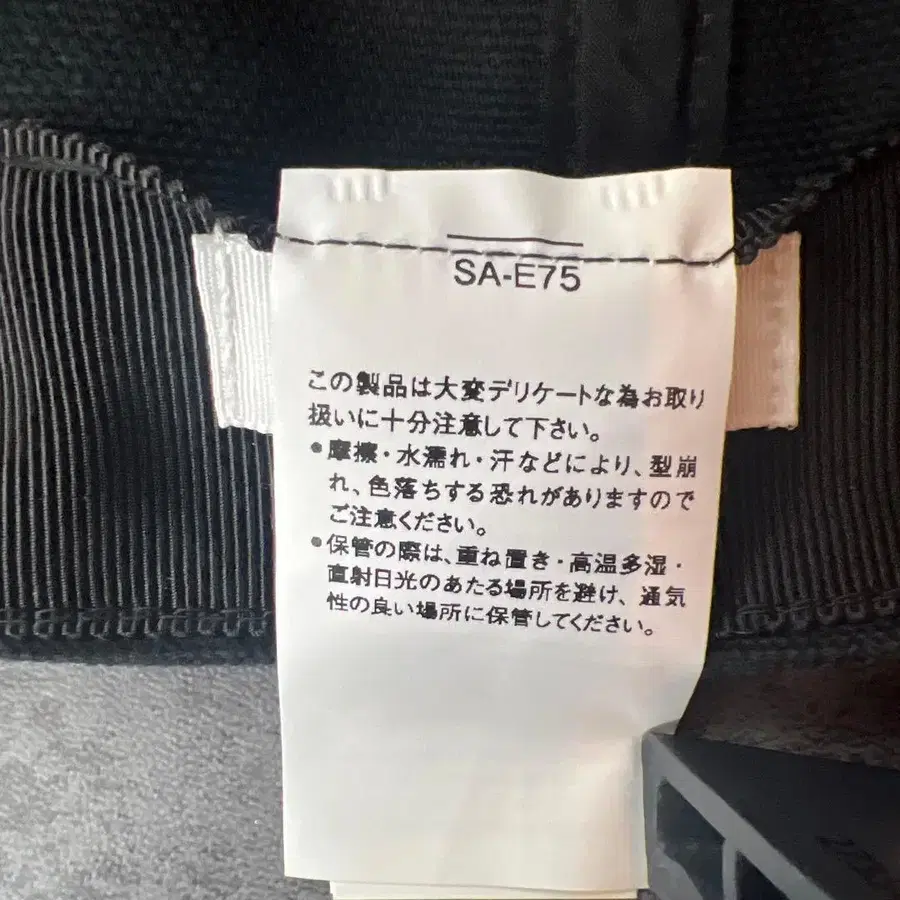 SA-E75
この製品は大変デリケートな為お取り
扱いに十分注意して下さい。
●摩擦・水濡れ・汗などにより、型崩
れ、色落ちする恐れがありますので
ご注意ください。
●保管の際は、重ね置き・高温多湿・
直射日光のあたる場所を避け、通気
性の良い場所に保管してください。